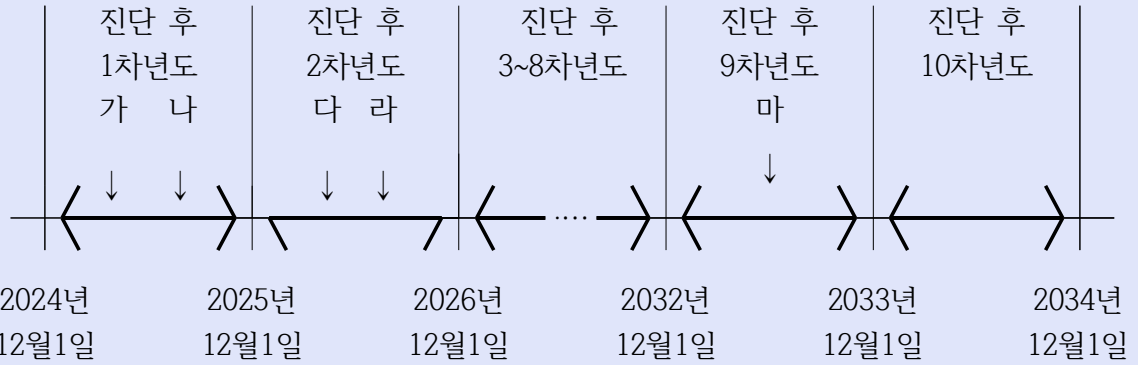 진단 후 진단 후 진단 후 진단 후 진단 후
1차년도 2차년도 3~8차년도 9차년도 10차년도
가 나 다 라 마
↓ ↓ ↓ ↓ ↓
....
2024년 2025년 2026년 2032년 2033년 2034년
12월1일 12월1일 12월1일 12월1일 12월1일 12월1일